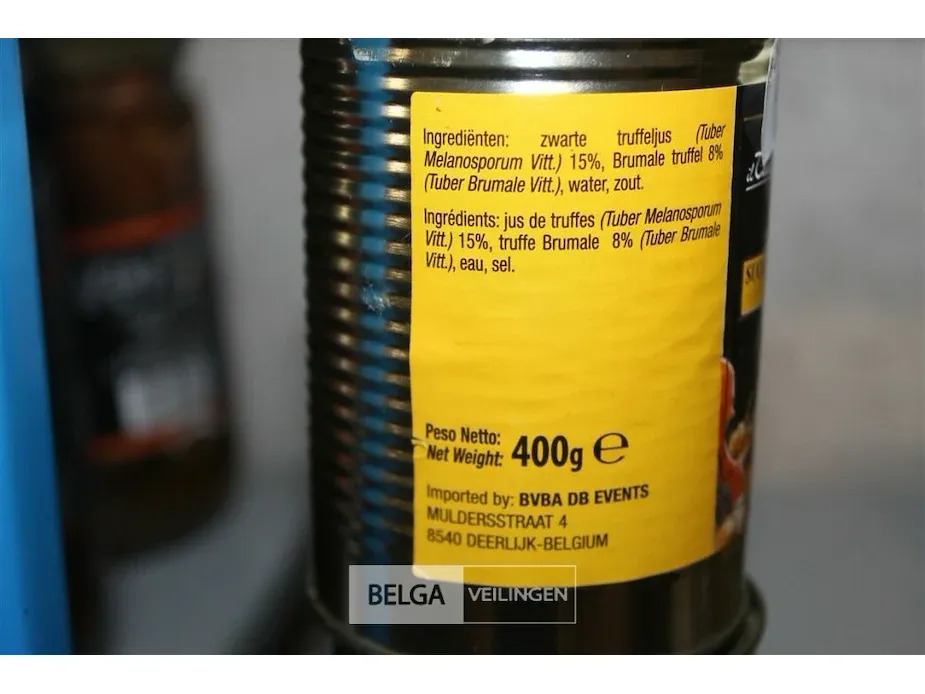 Ingrediënten: zwarte truffeljus (Tuber
Melanosporum Vitt.) 15%, Brumale truffel 8%
(Tuber Brumale Vitt.), water, zout.
Ingrédients: jus de truffes (Tuber Melanosporum
Vitt.) 15%, truffe Brumale 8% (Tuber Brumale
Vitt.), eau, sel.
Peso Netto:
Net Weight: 400g ℮
Imported by: BVBA DB EVENTS
MULDERSSTRAAT 4
8540 DEERLIJK-BELGIUM
BELGA VEILINGEN